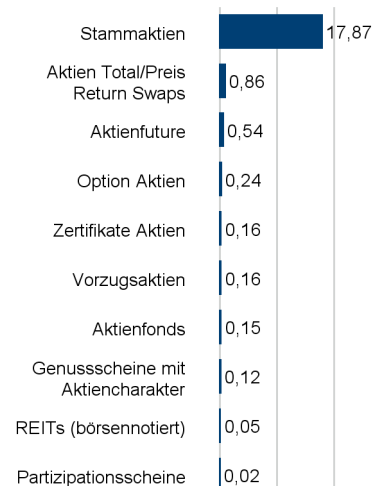 Stammaktien 17,87
Aktien Total/Preis
Return Swaps 0,86
Aktienfuture 0,54
Option Aktien 0,24
Zertifikate Aktien 0,16
Vorzugsaktien 0,16
Aktienfonds 0,15
Genussscheine mit
Aktiencharakter 0,12
REITs (börsennotiert) 0,05
Partizipationsscheine 0,02